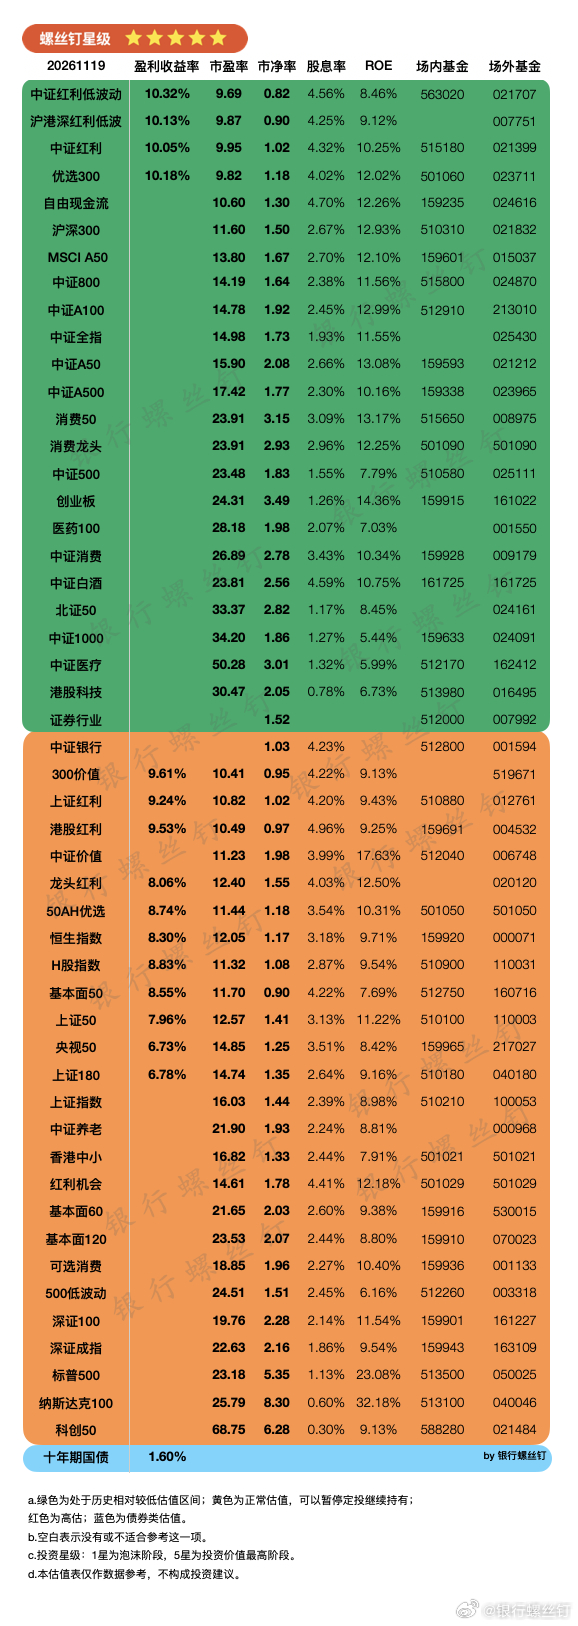 螺丝钉星级
20261119 盈利收益率 市盈率 市净率 股息率 ROE 场内基金 场外基金
中证红利低波动 10.32% 9.69 0.82 4.56% 8.46% 563020 021707
沪港深红利低波 10.13% 9.87 0.90 4.25% 9.12% 007751
中证红利 10.05% 9.95 1.02 4.32% 10.25% 515180 021399
优选300 10.18% 9.82 1.18 4.02% 12.02% 501060 023711
自由现金流 10.60 1.30 4.70% 12.26% 159235 024616
沪深300 11.60 1.50 2.67% 12.93% 510310 021832
MSCI A50 13.80 1.67 2.70% 12.10% 159601 015037
中证800 14.19 1.64 2.38% 11.56% 515800 024870
中证A100 14.78 1.92 2.45% 12.99% 512910 213010
中证全指 14.98 1.73 1.93% 11.55% 025430
中证A50 15.90 2.08 2.66% 13.08% 159593 021212
中证A500 17.42 1.77 2.30% 10.16% 159338 023965
消费50 23.91 3.15 3.09% 13.17% 515650 008975
消费龙头 23.91 2.93 2.96% 12.25% 501090 501090
中证500 23.48 1.83 1.55% 7.79% 510580 025111
创业板 24.31 3.49 1.26% 14.36% 159915 161022
医药100 28.18 1.98 2.07% 7.03% 001550
中证消费 26.89 2.78 3.43% 10.34% 159928 009179
中证白酒 23.81 2.56 4.59% 10.75% 161725 161725
北证50 33.37 2.82 1.17% 8.45% 024161
中证1000 34.20 1.86 1.27% 5.44% 159633 024091
中证医疗 50.28 3.01 1.32% 5.99% 512170 162412
港股科技 30.47 2.05 0.78% 6.73% 513980 016495
证券行业 1.52 512000 007992
中证银行 1.03 4.23% 512800 001594
300价值 9.61% 10.41 0.95 4.22% 9.13% 519671
上证红利 9.24% 10.82 1.02 4.20% 9.43% 510880 012761
港股红利 9.53% 10.49 0.97 4.96% 9.25% 159691 004532
中证价值 11.23 1.98 3.99% 17.63% 512040 006748
龙头红利 8.06% 12.40 1.55 4.03% 12.50% 020120
50AH优选 8.74% 11.44 1.18 3.54% 10.31% 501050 501050
恒生指数 8.30% 12.05 1.17 3.18% 9.71% 159920 000071
H股指数 8.83% 11.32 1.08 2.87% 9.54% 510900 110031
基本面50 8.55% 11.70 0.90 4.22% 7.69% 512750 160716
上证50 7.96% 12.57 1.41 3.13% 11.22% 510100 110003
央视50 6.73% 14.85 1.25 3.51% 8.42% 159965 217027
上证180 6.78% 14.74 1.35 2.64% 9.16% 510180 040180
上证指数 16.03 1.44 2.39% 8.98% 510210 100053
中证养老 21.90 1.93 2.24% 8.81% 000968
香港中小 16.82 1.33 2.44% 7.91% 501021 501021
红利机会 14.61 1.78 4.41% 12.18% 501029 501029
基本面60 21.65 2.03 2.60% 9.38% 159916 530015
基本面120 23.53 2.07 2.44% 8.80% 159910 070023
可选消费 18.85 1.96 2.27% 10.40% 159936 001133
500低波动 24.51 1.51 2.45% 6.16% 512260 003318
深证100 19.76 2.28 2.14% 11.54% 159901 161227
深证成指 22.63 2.16 1.86% 9.54% 159943 163109
标普500 23.18 5.35 1.13% 23.08% 513500 050025
纳斯达克100 25.79 8.30 0.60% 32.18% 513100 040046
科创50 68.75 6.28 0.30% 9.13% 588280 021484
十年期国债 1.60% by 银行螺丝钉
a.绿色为处于历史相对较低估值区间；黄色为正常估值，可以暂停定投继续持有；
红色为高估；蓝色为债券类估值。
b.空白表示没有或不适合参考这一项。
c.投资星级：1星为泡沫阶段，5星为投资价值最高阶段。
d.本估值表仅作数据参考，不构成投资建议。
@银行螺丝钉